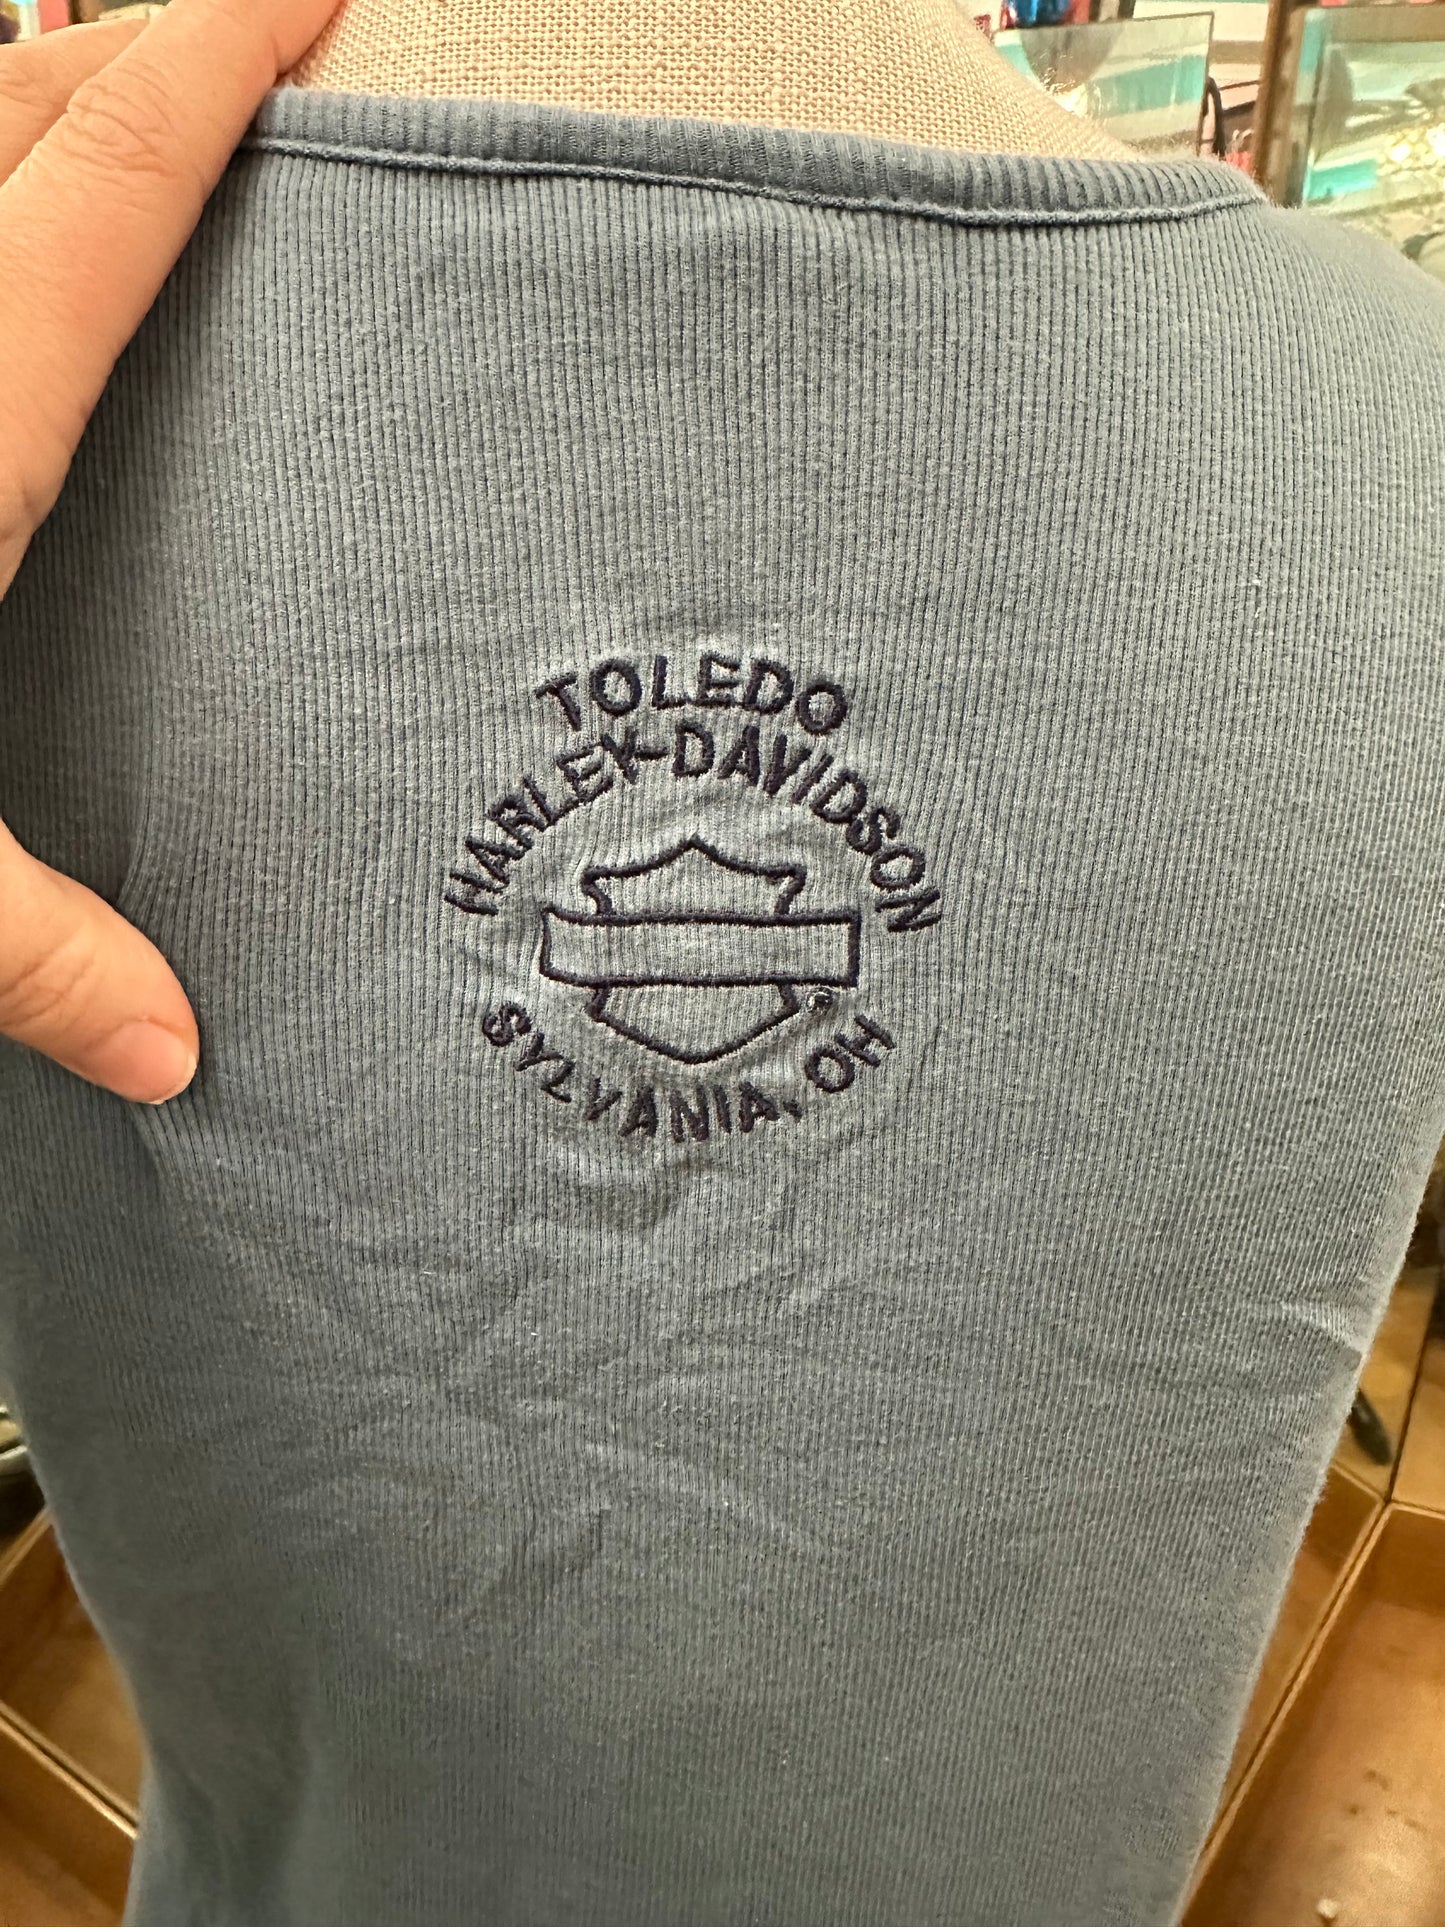 TOLEDO
HARLEY-DAVIDSON
®
SYLVANIA, OH